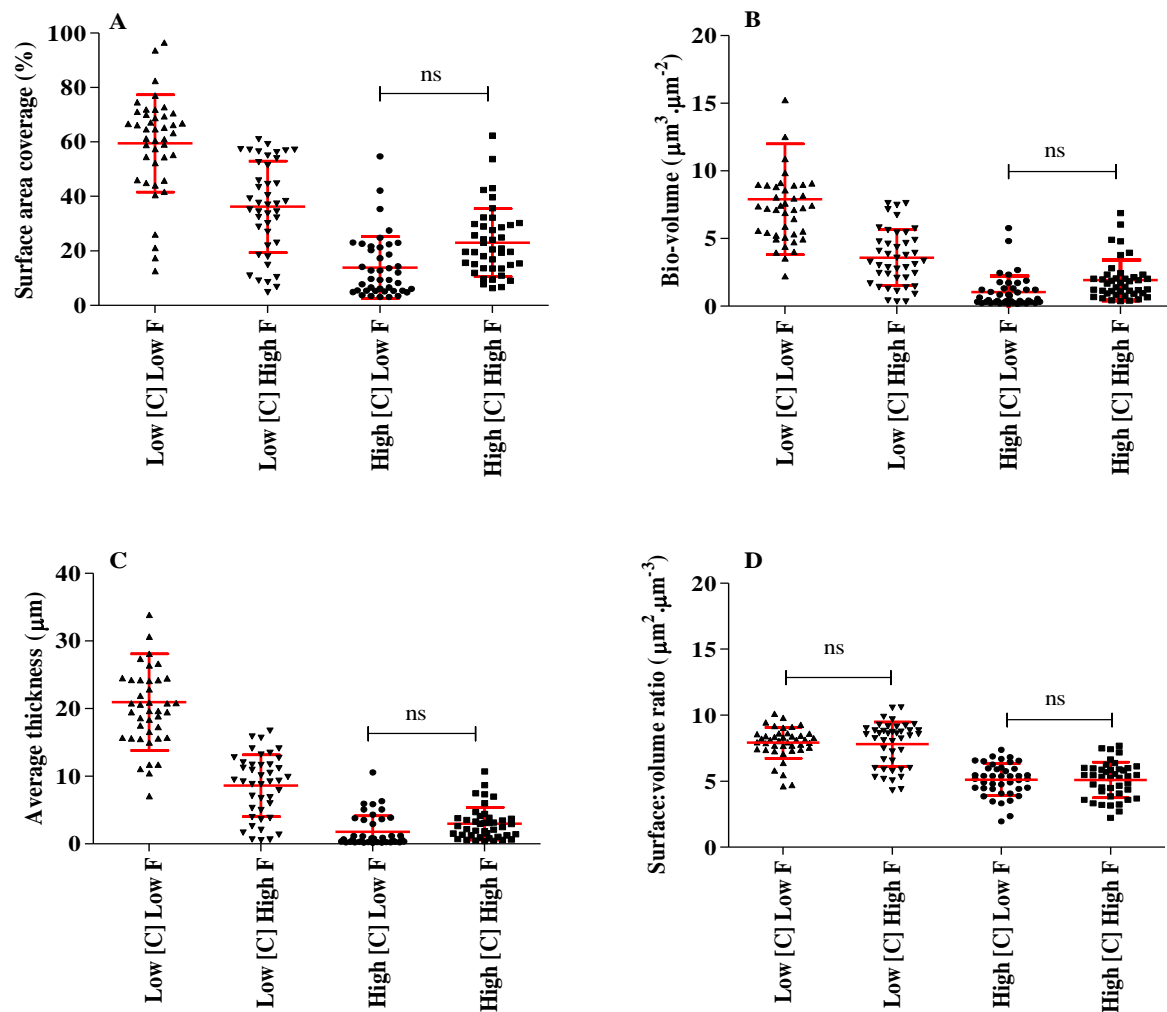 A
Surface area coverage (%)
100
80
60
40
20
0
ns
Low [C] Low F
Low [C] High F
High [C] Low F
High [C] High F
B
Bio-volume (µm³.µm⁻²)
20
15
10
5
0
ns
Low [C] Low F
Low [C] High F
High [C] Low F
High [C] High F
C
Average thickness (µm)
40
30
20
10
0
ns
Low [C] Low F
Low [C] High F
High [C] Low F
High [C] High F
D
Surface:volume ratio (µm².µm⁻³)
20
15
10
5
0
ns
ns
Low [C] Low F
Low [C] High F
High [C] Low F
High [C] High F